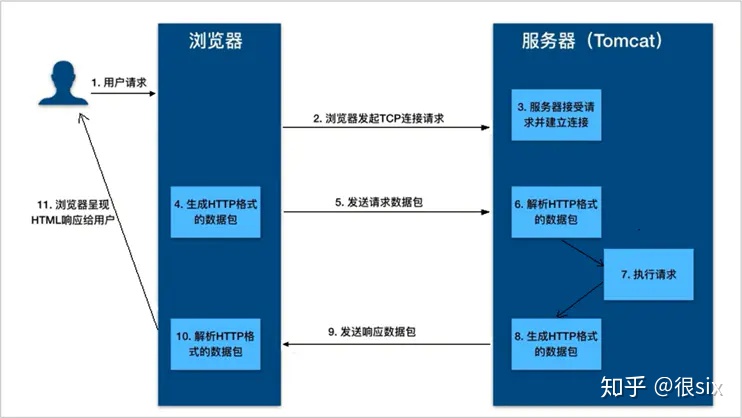 浏览器
服务器（Tomcat）
1. 用户请求
2. 浏览器发起TCP连接请求
3. 服务器接受请
求并建立连接
4. 生成HTTP格式
的数据包
5. 发送请求数据包
6. 解析HTTP格式
的数据包
7. 执行请求
8. 生成HTTP格式
的数据包
9. 发送响应数据包
10. 解析HTTP格
式的数据包
11. 浏览器呈现
HTML响应给用户
知乎 @很six